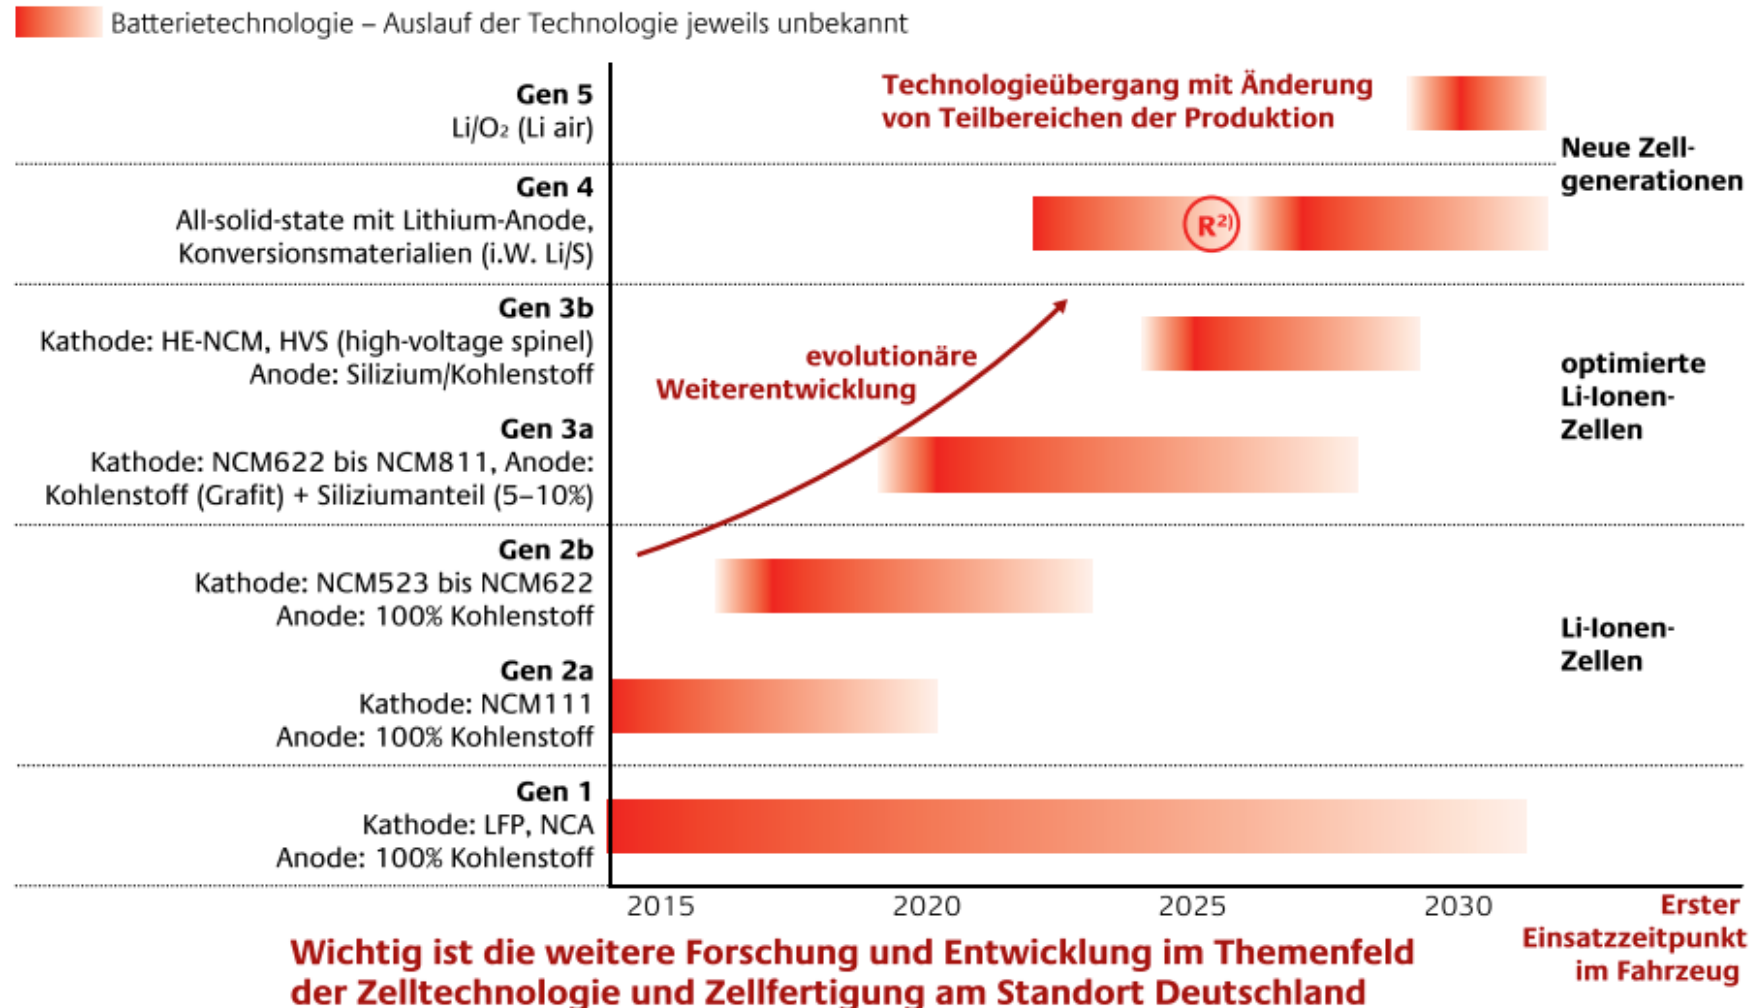 Batterietechnologie – Auslauf der Technologie jeweils unbekannt
Gen 5
Li/O₂ (Li air)
Technologieübergang mit Änderung
von Teilbereichen der Produktion
Neue Zell-
generationen
Gen 4
All-solid-state mit Lithium-Anode,
Konversionsmaterialien (i.W. Li/S)
R²⁾
Gen 3b
Kathode: HE-NCM, HVS (high-voltage spinel)
Anode: Silizium/Kohlenstoff
evolutionäre
Weiterentwicklung
optimierte
Li-Ionen-
Zellen
Gen 3a
Kathode: NCM622 bis NCM811, Anode:
Kohlenstoff (Grafit) + Siliziumanteil (5–10%)
Gen 2b
Kathode: NCM523 bis NCM622
Anode: 100% Kohlenstoff
Li-Ionen-
Zellen
Gen 2a
Kathode: NCM111
Anode: 100% Kohlenstoff
Gen 1
Kathode: LFP, NCA
Anode: 100% Kohlenstoff
2015 2020 2025 2030
Erster
Einsatzzeitpunkt
im Fahrzeug
Wichtig ist die weitere Forschung und Entwicklung im Themenfeld
der Zelltechnologie und Zellfertigung am Standort Deutschland